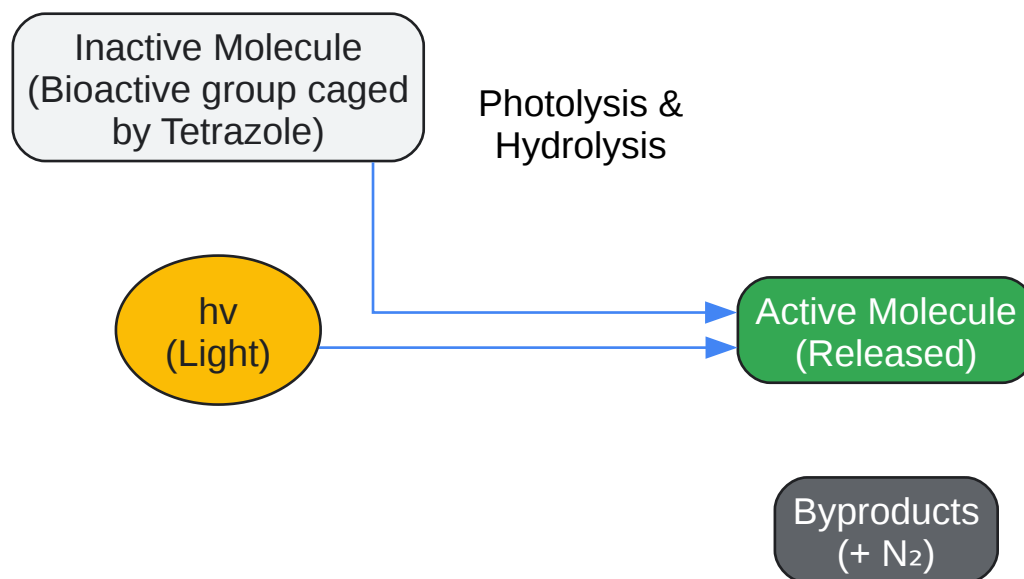 Inactive Molecule
(Bioactive group caged
by Tetrazole)
Photolysis &
Hydrolysis
hv
(Light)
Active Molecule
(Released)
Byproducts
(+ N₂)